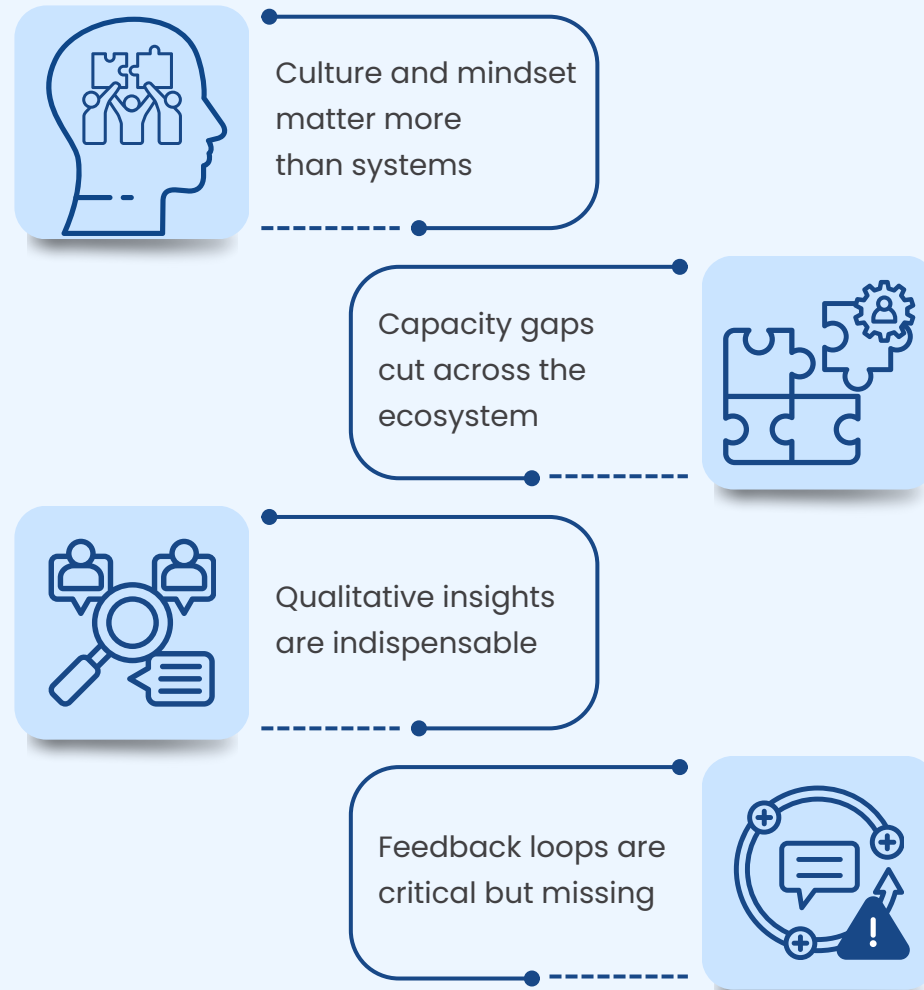 Culture and mindset
matter more
than systems
Capacity gaps
cut across the
ecosystem
Qualitative insights
are indispensable
Feedback loops are
critical but missing